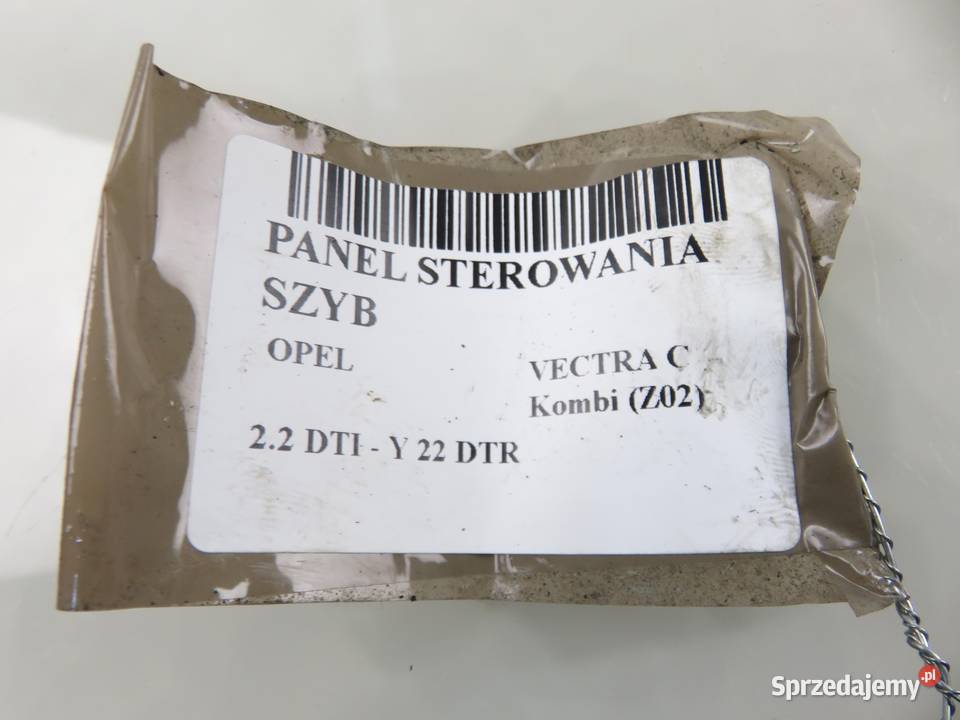 PANEL STEROWANIA
SZYB
OPEL
VECTRA C
Kombi (Z02)
2.2 DTI - Y 22 DTR
Sprzedajemy.pl